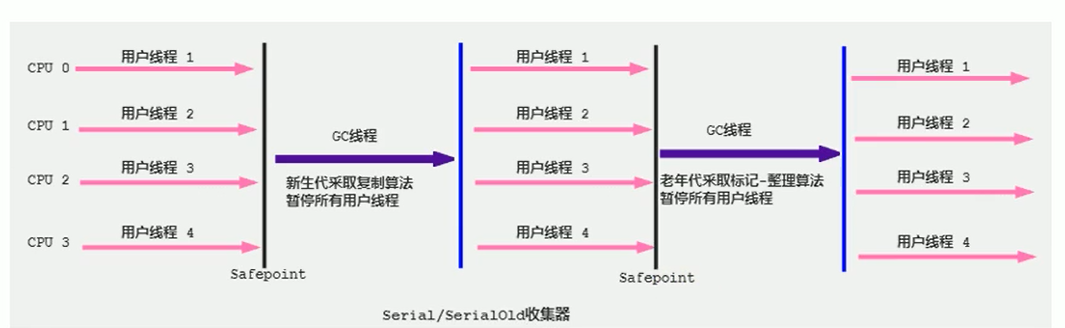 用户线程 1
用户线程 1
用户线程 1
CPU 0
用户线程 2
用户线程 2
用户线程 2
CPU 1
GC线程
GC线程
用户线程 3
用户线程 3
用户线程 3
CPU 2
新生代采取复制算法
暂停所有用户线程
老年代采取标记-整理算法
暂停所有用户线程
用户线程 4
用户线程 4
用户线程 4
CPU 3
Safepoint
Safepoint
Serial/SerialOld收集器